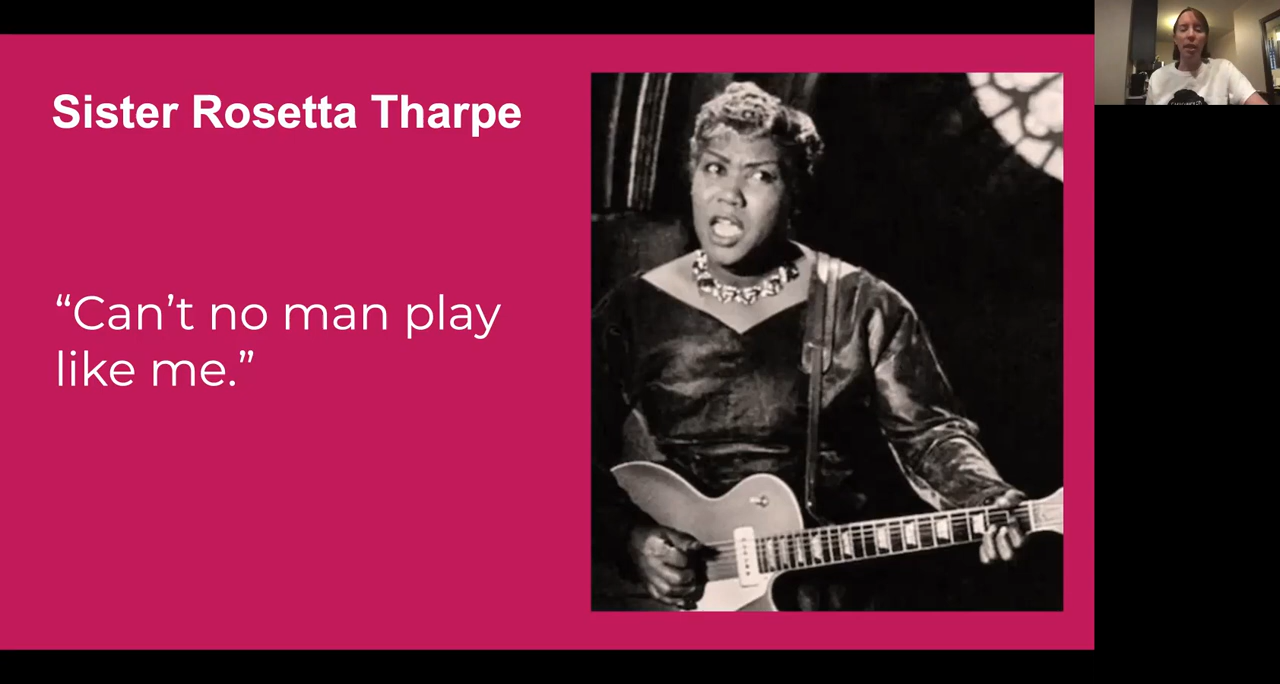 Sister Rosetta Tharpe
“Can’t no man play
like me.”